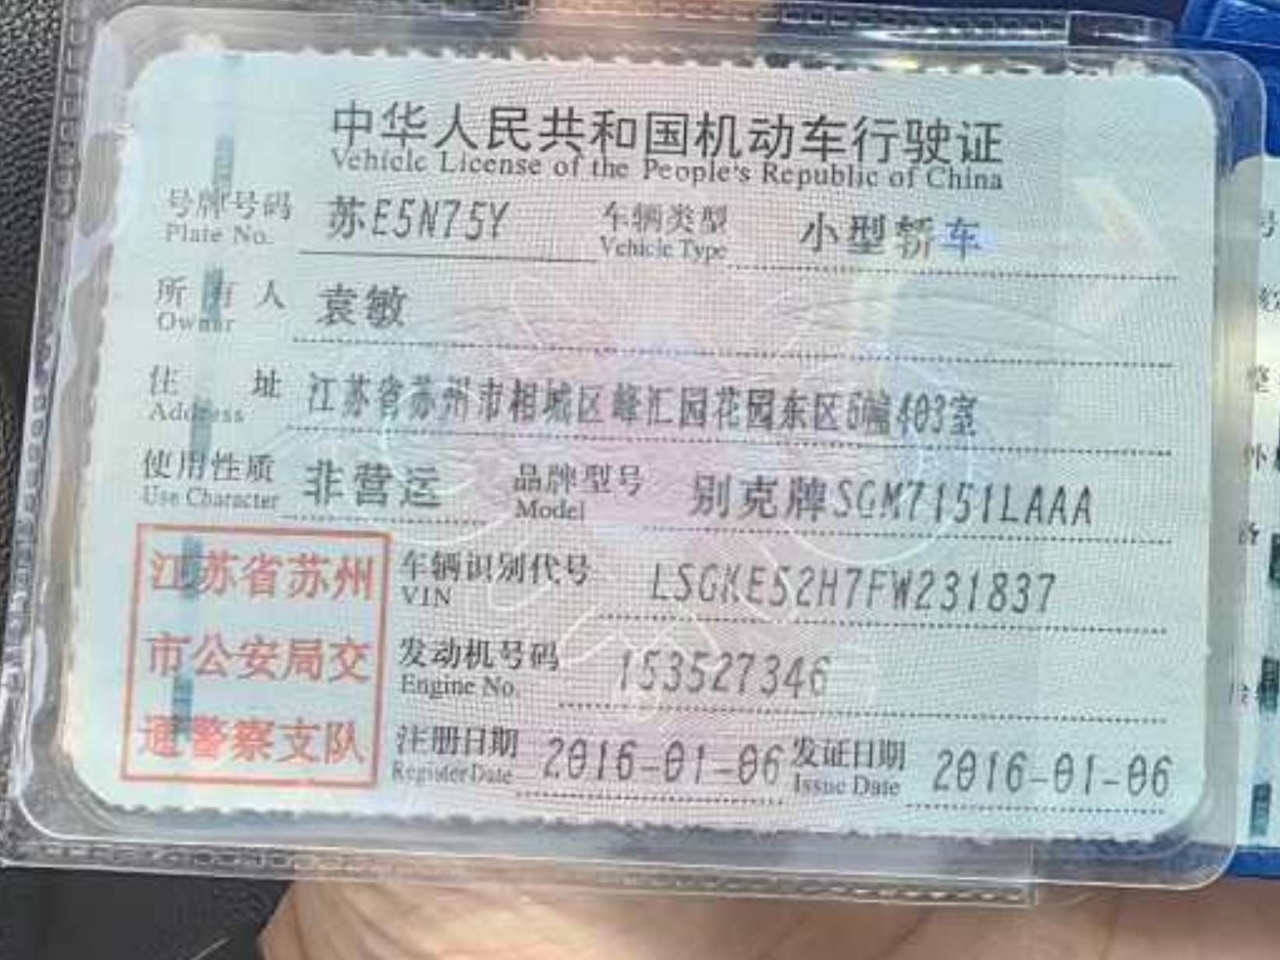 中华人民共和国机动车行驶证
Vehicle License of the People's Republic of China
号牌号码 苏E5N75Y 车辆类型 小型轿车
Plate No. Vehicle Type
所有人 袁敏
Owner
住址 江苏省苏州市相城区峰汇园花园东区6幢403室
Address
使用性质 非营运 品牌型号 别克牌SGM7151LAAA
Use Character Model
江苏省苏州
市公安局交
通警察支队
车辆识别代号 LSGKE52H7FW231837
VIN
发动机号码 153527346
Engine No.
注册日期 2016-01-06 发证日期 2016-01-06
Register Date Issue Date